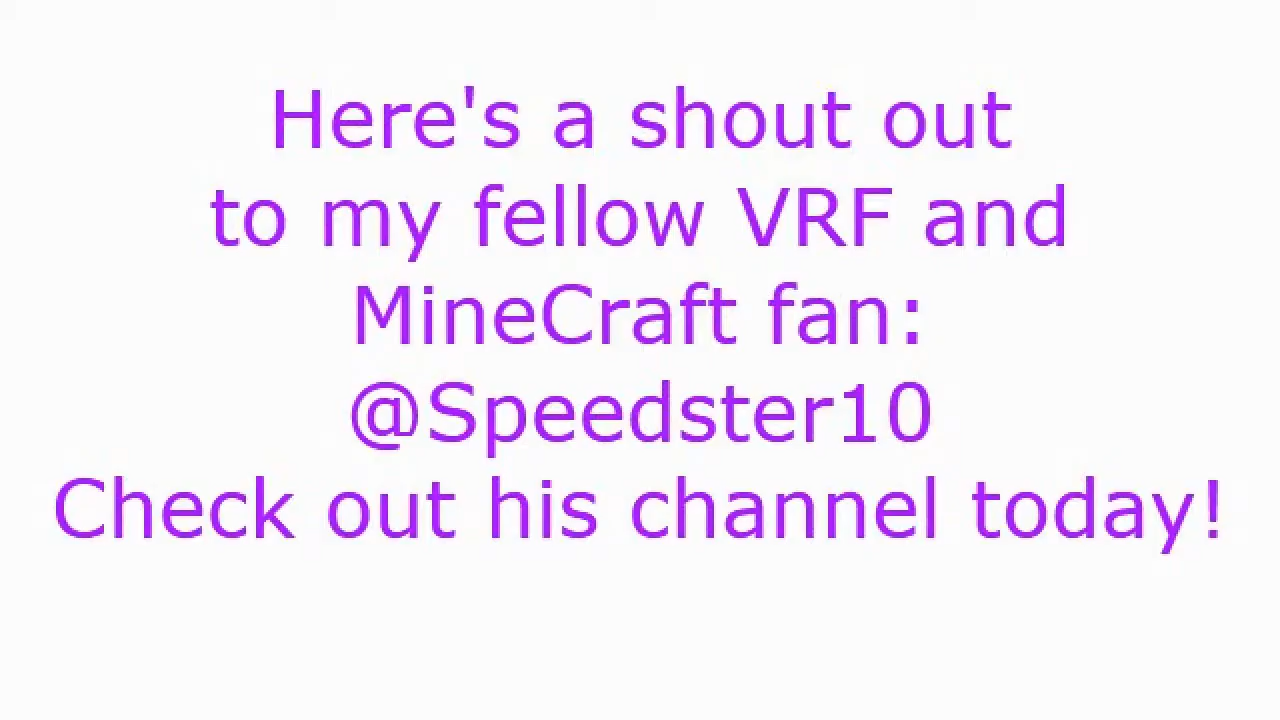 Here's a shout out
to my fellow VRF and
MineCraft fan:
@Speedster10
Check out his channel today!